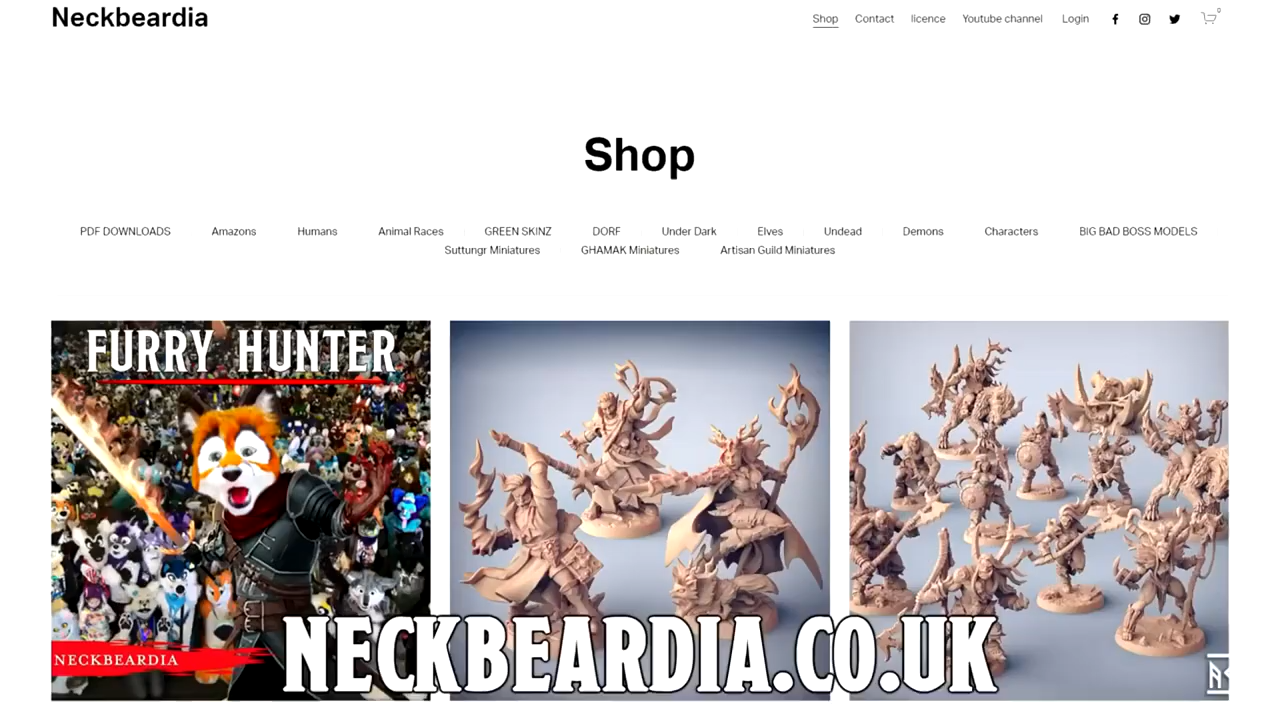 Neckbeardia
Shop Contact licence Youtube channel Login 0
Shop
PDF DOWNLOADS Amazons Humans Animal Races GREEN SKINZ DORF Under Dark Elves Undead Demons Characters BIG BAD BOSS MODELS
Suttungr Miniatures GHAMAK Miniatures Artisan Guild Miniatures
FURRY HUNTER
NECKBEARDIA
NECKBEARDIA.CO.UK